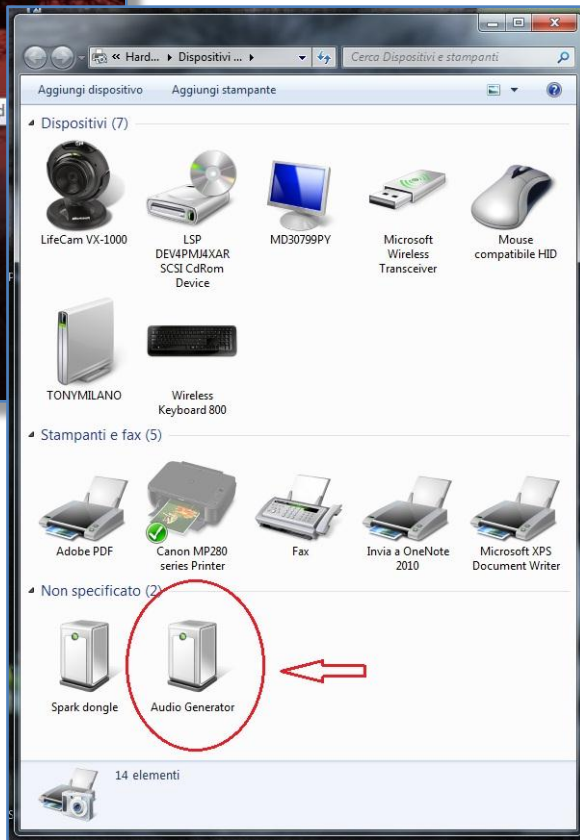 « Hard... ▸ Dispositivi ... ▸
Cerca Dispositivi e stampanti
Aggiungi dispositivo Aggiungi stampante
Dispositivi (7)
LifeCam VX-1000
LSP
DEV4PMJ4XAR
SCSI CdRom
Device
MD30799PY
Microsoft
Wireless
Transceiver
Mouse
compatibile HID
TONYMILANO
Wireless
Keyboard 800
Stampanti e fax (5)
Adobe PDF
Canon MP280
series Printer
Fax
Invia a OneNote
2010
Microsoft XPS
Document Writer
Non specificato (2)
Spark dongle
Audio Generator
14 elementi